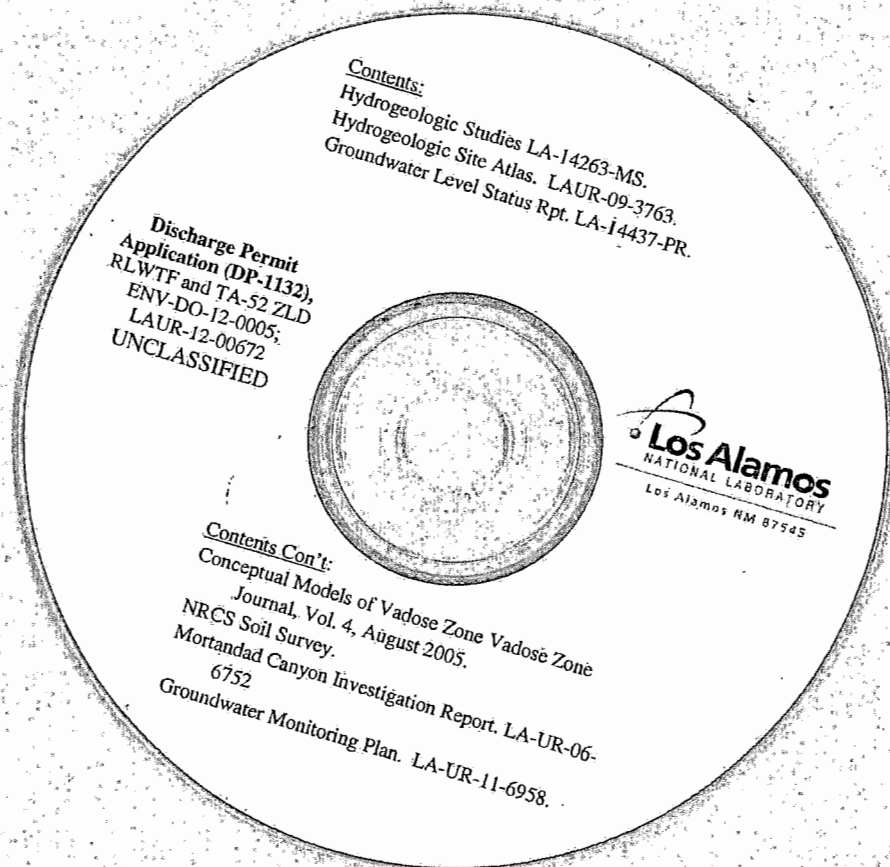 Contents:
Hydrogeologic Studies LA-14263-MS.
Hydrogeologic Site Atlas. LAUR-09-3763.
Groundwater Level Status Rpt. LA-14437-PR.
Discharge Permit
Application (DP-1132),
RLWTF and TA-52 ZLD
ENV-DO-12-0005;
LAUR-12-00672
UNCLASSIFIED
Los Alamos
NATIONAL LABORATORY
Los Alamos NM 87545
Contents Con't:
Conceptual Models of Vadose Zone Vadose Zone
Journal, Vol. 4, August 2005.
NRCS Soil Survey.
Mortandad Canyon Investigation Report. LA-UR-06-
6752
Groundwater Monitoring Plan. LA-UR-11-6958.